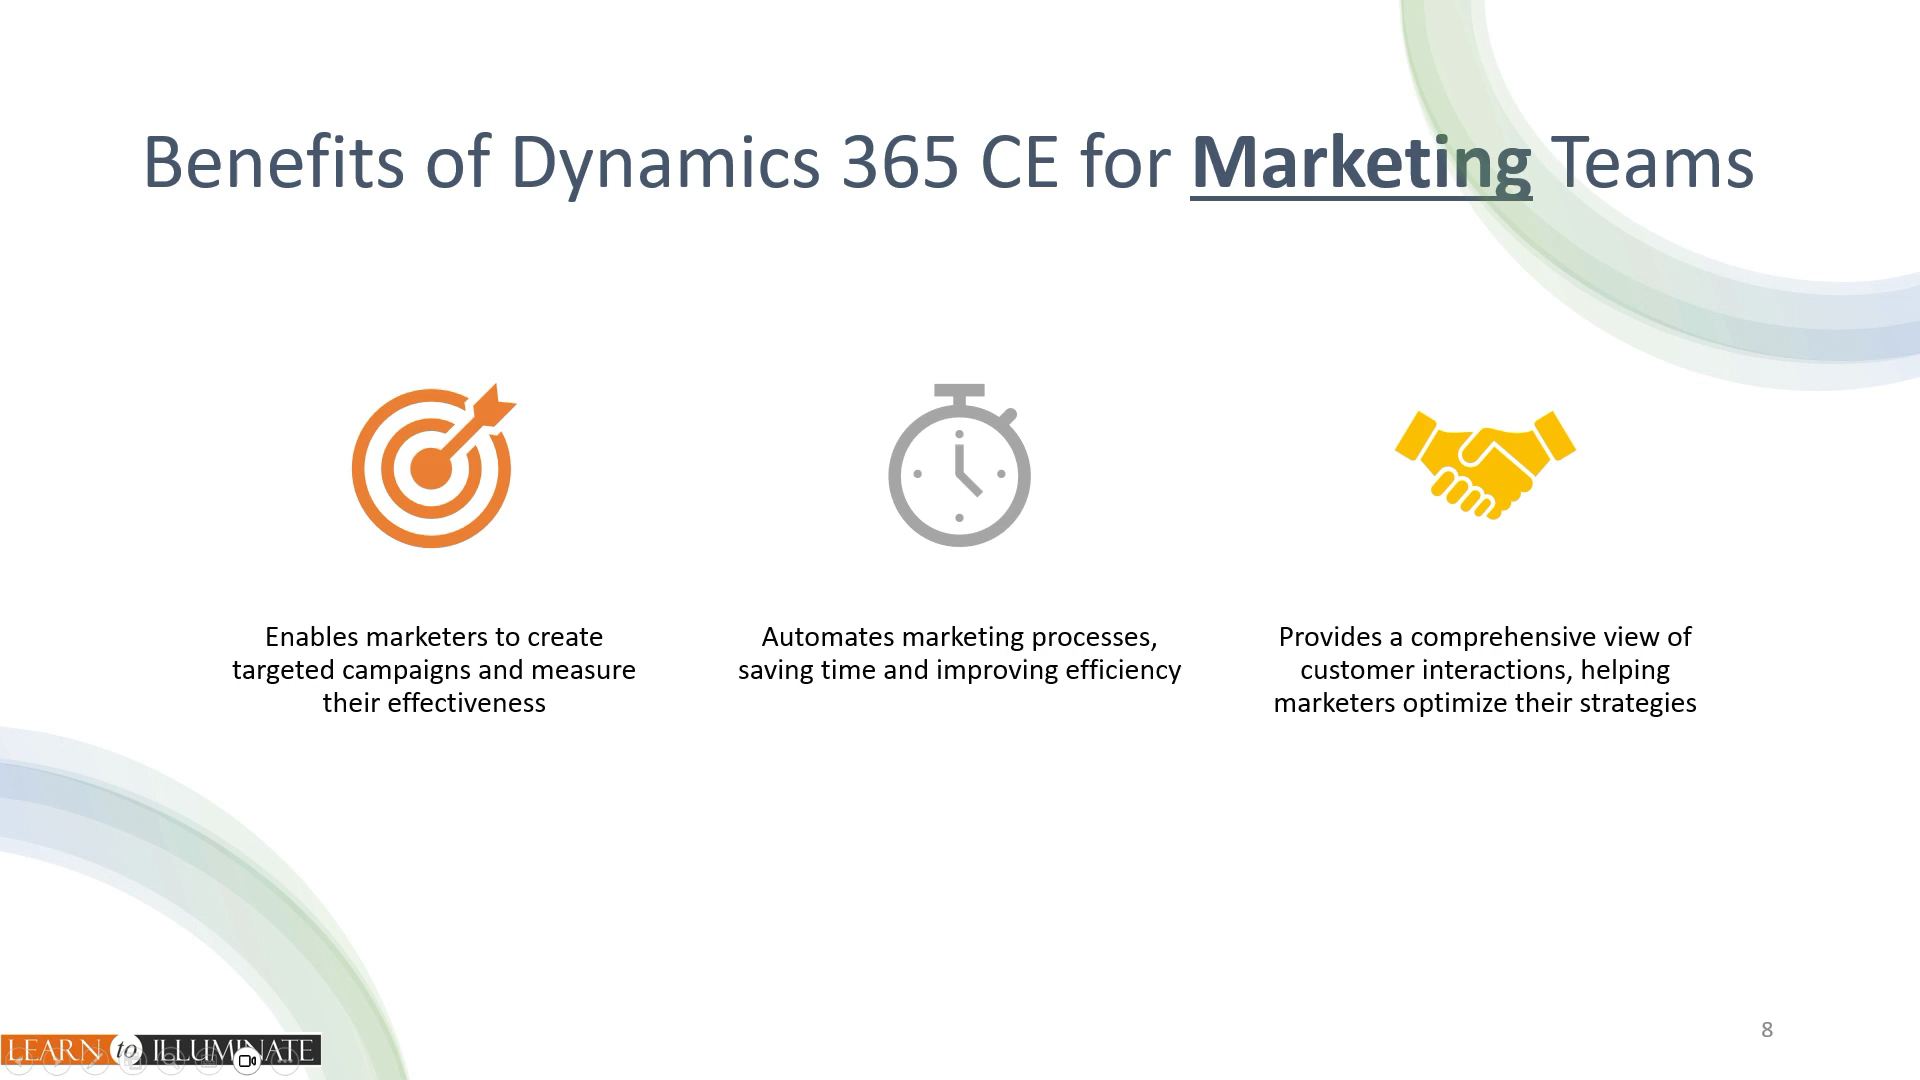 Benefits of Dynamics 365 CE for Marketing Teams
Enables marketers to create
targeted campaigns and measure
their effectiveness
Automates marketing processes,
saving time and improving efficiency
Provides a comprehensive view of
customer interactions, helping
marketers optimize their strategies
LEARN to ILLUMINATE
8